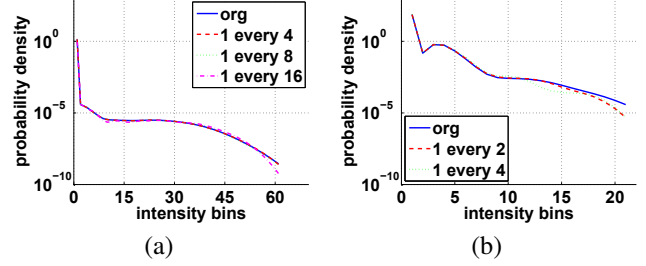 probability density
10^0
10^-5
10^-10
org
1 every 4
1 every 8
1 every 16
0 15 30 45 60
intensity bins
(a)
probability density
10^0
10^-5
10^-10
org
1 every 2
1 every 4
0 5 10 15 20
intensity bins
(b)